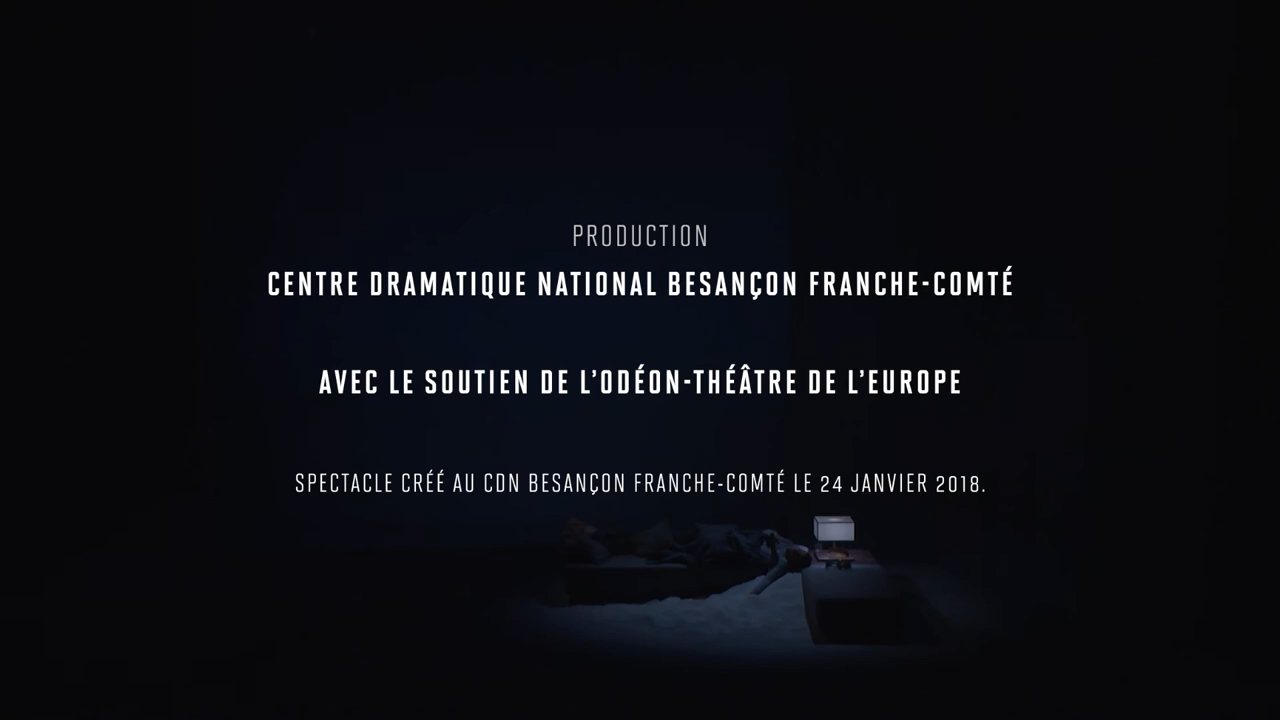 PRODUCTION
CENTRE DRAMATIQUE NATIONAL BESANÇON FRANCHE-COMTÉ
AVEC LE SOUTIEN DE L’ODÉON-THÉÂTRE DE L’EUROPE
SPECTACLE CRÉÉ AU CDN BESANÇON FRANCHE-COMTÉ LE 24 JANVIER 2018.